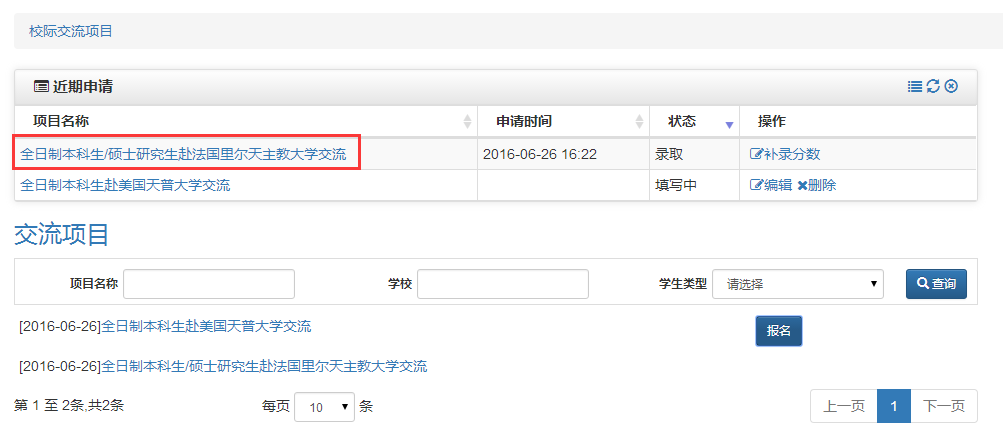 校际交流项目
近期申请
项目名称 申请时间 状态 操作
全日制本科生/硕士研究生赴法国里尔天主教大学交流 2016-06-26 16:22 录取 补录分数
全日制本科生赴美国天普大学交流 填写中 编辑 删除
交流项目
项目名称 学校 学生类型 请选择 查询
[2016-06-26]全日制本科生赴美国天普大学交流 报名
[2016-06-26]全日制本科生/硕士研究生赴法国里尔天主教大学交流
第 1 至 2条,共2条 每页 10 条 上一页 1 下一页